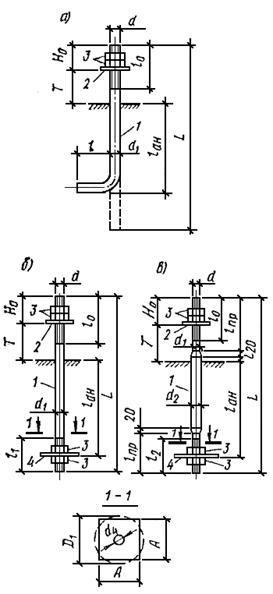 а)
d
H₀
3
l₀
2
T
1
lан
L
l
d₁
б)
d
H₀
3
l₀
2
T
1
lан
L
d₁
1
1
l₁
3
4
3
в)
d
H₀
3
l₀
lпр
2
d₁
T
l20
1
d₂
lан
L
20
1
1
lпр
l₂
3
4
3
1-1
D₁
d₄
A
A